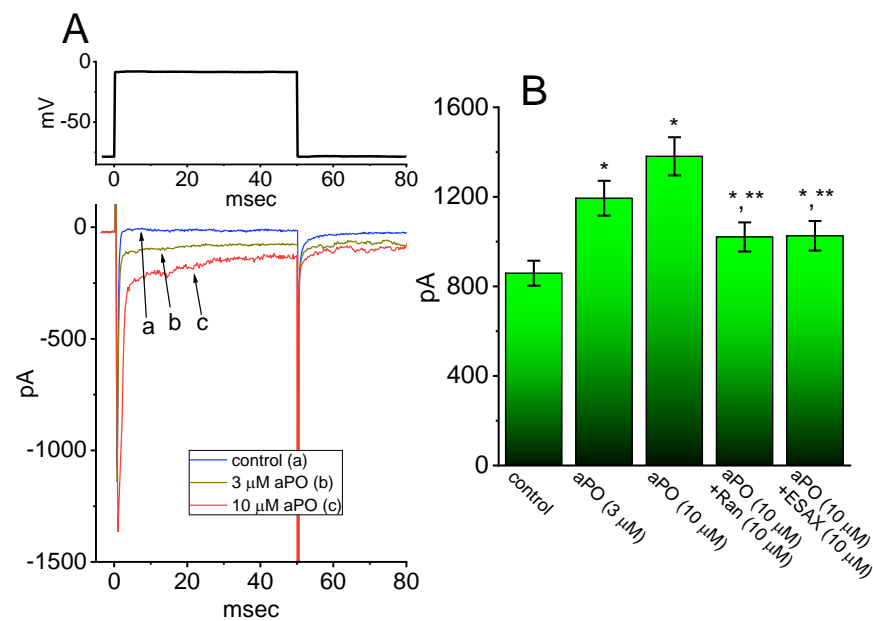 A
0
-50
mV
0
20
40
60
80
msec
0
-500
-1000
-1500
pA
a
b
c
control (a)
3 μM aPO (b)
10 μM aPO (c)
0
20
40
60
80
msec
B
1600
1200
800
400
0
pA
*
*
*,**
*,**
control
aPO (3 μM)
aPO (10 μM)
aPO (10 μM)
+Ran (10 μM)
aPO (10 μM)
+ESAX (10 μM)